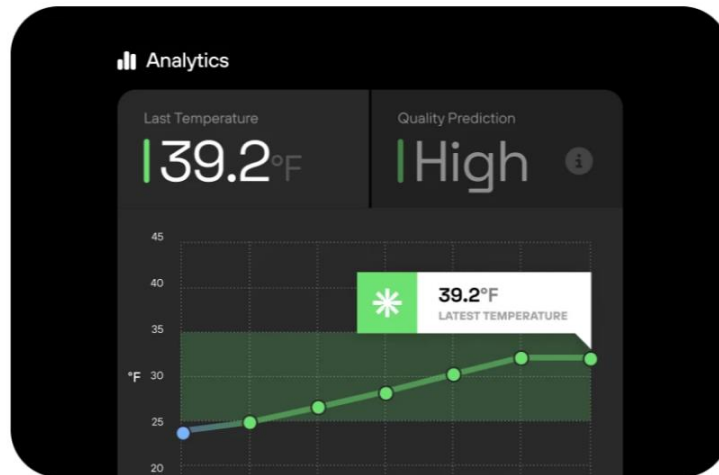 Analytics
Last Temperature
39.2°F
Quality Prediction
High
i
45
40
35
°F 30
25
20
39.2°F
LATEST TEMPERATURE